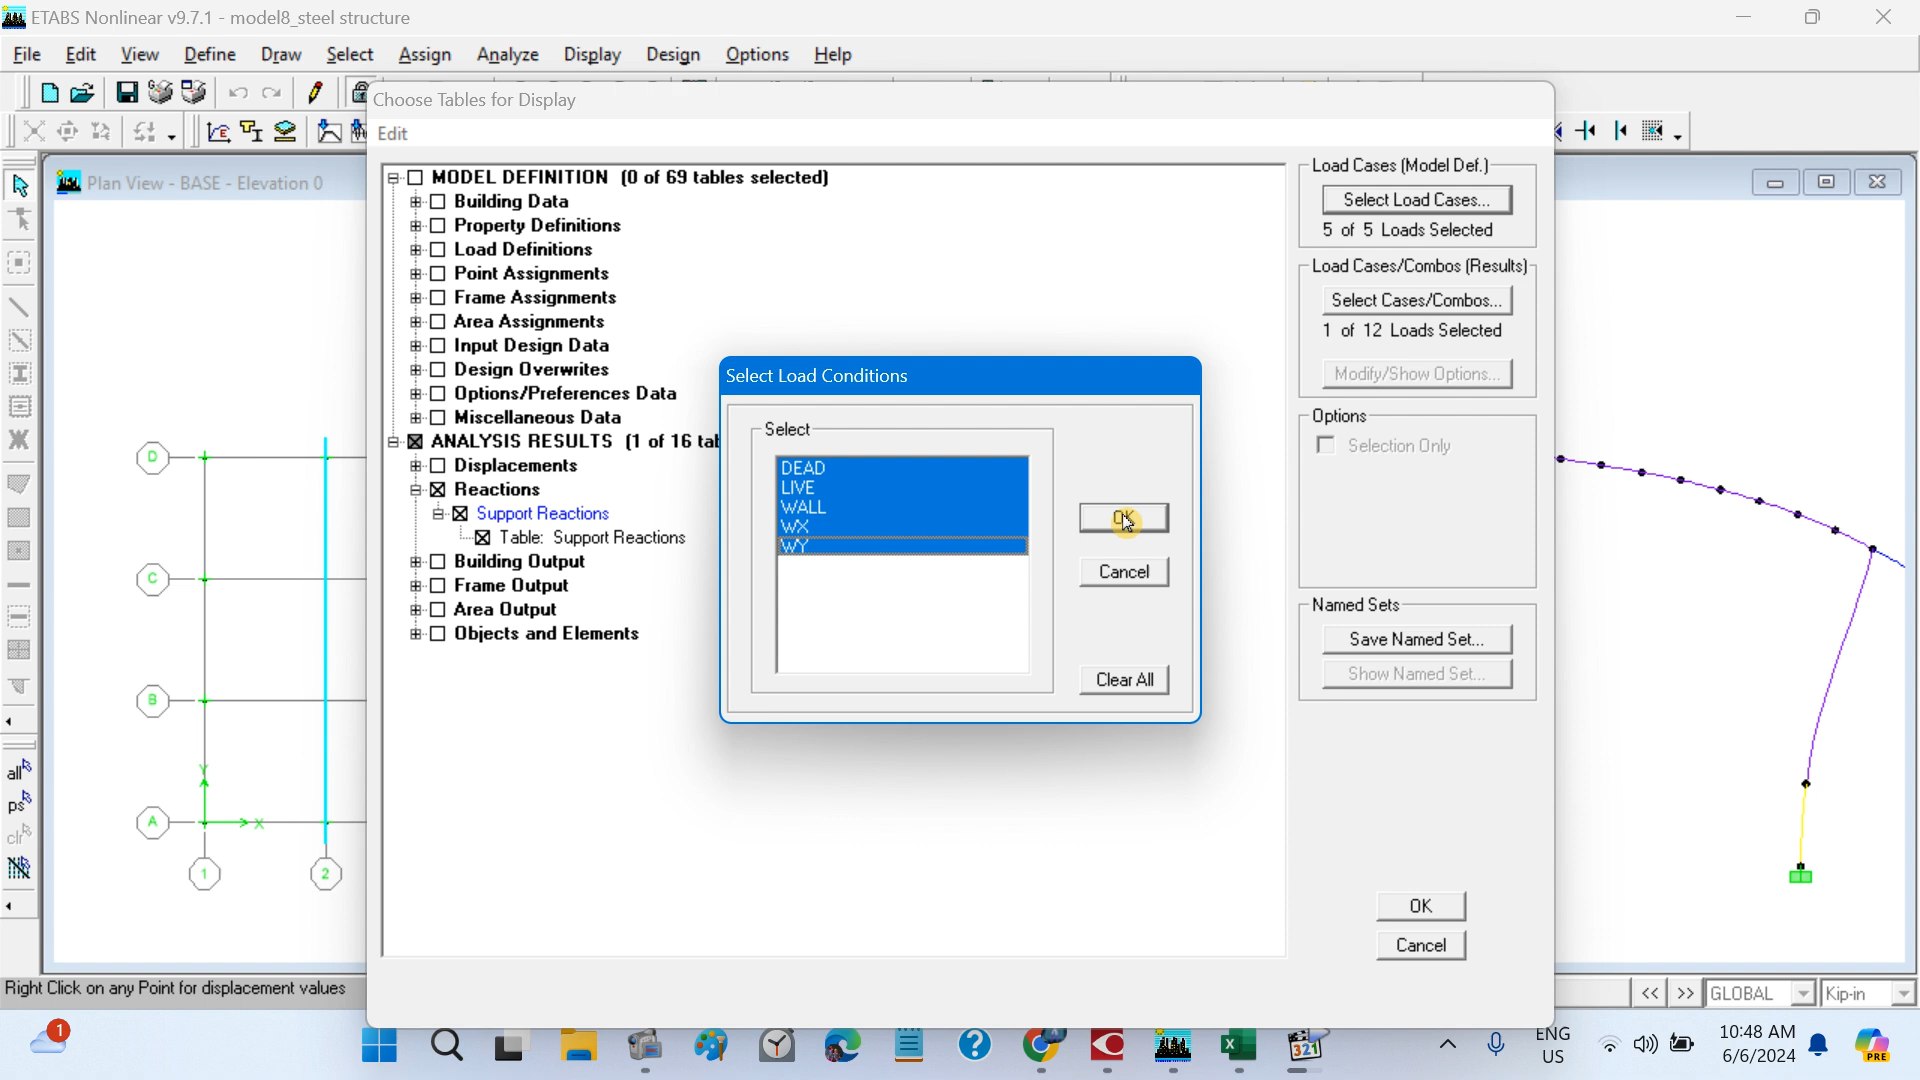 ETABS Nonlinear v9.7.1 - model8_steel structure
File Edit View Define Draw Select Assign Analyze Display Design Options Help
Choose Tables for Display
Edit
Plan View - BASE - Elevation 0
MODEL DEFINITION (0 of 69 tables selected)
Building Data
Property Definitions
Load Definitions
Point Assignments
Frame Assignments
Area Assignments
Input Design Data
Design Overwrites
Options/Preferences Data
Miscellaneous Data
ANALYSIS RESULTS (1 of 16 tab
Displacements
Reactions
Support Reactions
Table: Support Reactions
Building Output
Frame Output
Area Output
Objects and Elements
Load Cases (Model Def.)
Select Load Cases...
5 of 5 Loads Selected
Load Cases/Combos (Results)
Select Cases/Combos...
1 of 12 Loads Selected
Modify/Show Options...
Options
Selection Only
Named Sets
Save Named Set...
Show Named Set...
OK
Cancel
Select Load Conditions
Select
DEAD
LIVE
WALL
WX
WY
OK
Cancel
Clear All
D
C
B
A
Y
X
1
2
all
ps
clr
Right Click on any Point for displacement values
<< >> GLOBAL Kip-in
1
321
ENG
US
10:48 AM
6/6/2024
PRE